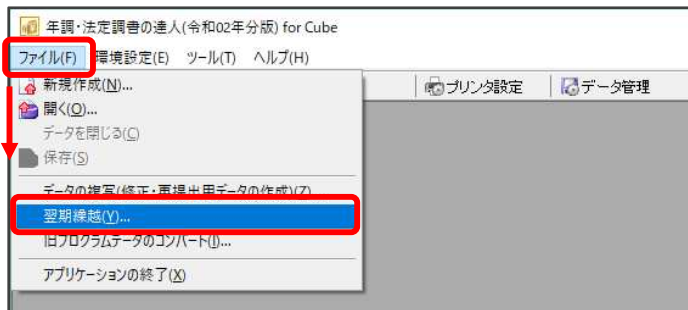 年調・法定調書の達人(令和02年分版) for Cube
ファイル(F) 環境設定(E) ツール(T) ヘルプ(H)
新規作成(N)... プリンタ設定 データ管理
開く(O)...
データを閉じる(C)
保存(S)
データの複写(修正・再提出用データの作成)(Z)...
翌期繰越(Y)...
旧プログラムデータのコンバート(I)...
アプリケーションの終了(X)